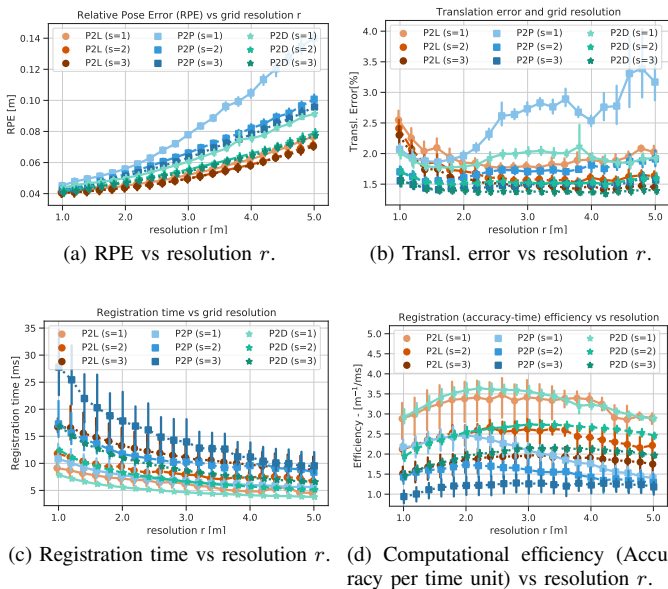 Relative Pose Error (RPE) vs grid resolution r
0.14
0.12
0.10
0.08
0.06
0.04
RPE [m]
P2L (s=1) P2P (s=1) P2D (s=1)
P2L (s=2) P2P (s=2) P2D (s=2)
P2L (s=3) P2P (s=3) P2D (s=3)
1.0 2.0 3.0 4.0 5.0
resolution r [m]
(a) RPE vs resolution r.
Translation error and grid resolution
4.0
3.5
3.0
2.5
2.0
1.5
Transl. Error[%]
P2L (s=1) P2P (s=1) P2D (s=1)
P2L (s=2) P2P (s=2) P2D (s=2)
P2L (s=3) P2P (s=3) P2D (s=3)
1.0 2.0 3.0 4.0 5.0
resolution r [m]
(b) Transl. error vs resolution r.
Registration time vs grid resolution
35
30
25
20
15
10
5
Registration time [ms]
P2L (s=1) P2P (s=1) P2D (s=1)
P2L (s=2) P2P (s=2) P2D (s=2)
P2L (s=3) P2P (s=3) P2D (s=3)
1.0 2.0 3.0 4.0 5.0
resolution r [m]
(c) Registration time vs resolution r.
Registration (accuracy-time) efficiency vs resolution
5.0
4.5
4.0
3.5
3.0
2.5
2.0
1.5
1.0
Efficiency - [m⁻¹/ms]
P2L (s=1) P2P (s=1) P2D (s=1)
P2L (s=2) P2P (s=2) P2D (s=2)
P2L (s=3) P2P (s=3) P2D (s=3)
1.0 2.0 3.0 4.0 5.0
resolution r [m]
(d) Computational efficiency (Accu
racy per time unit) vs resolution r.